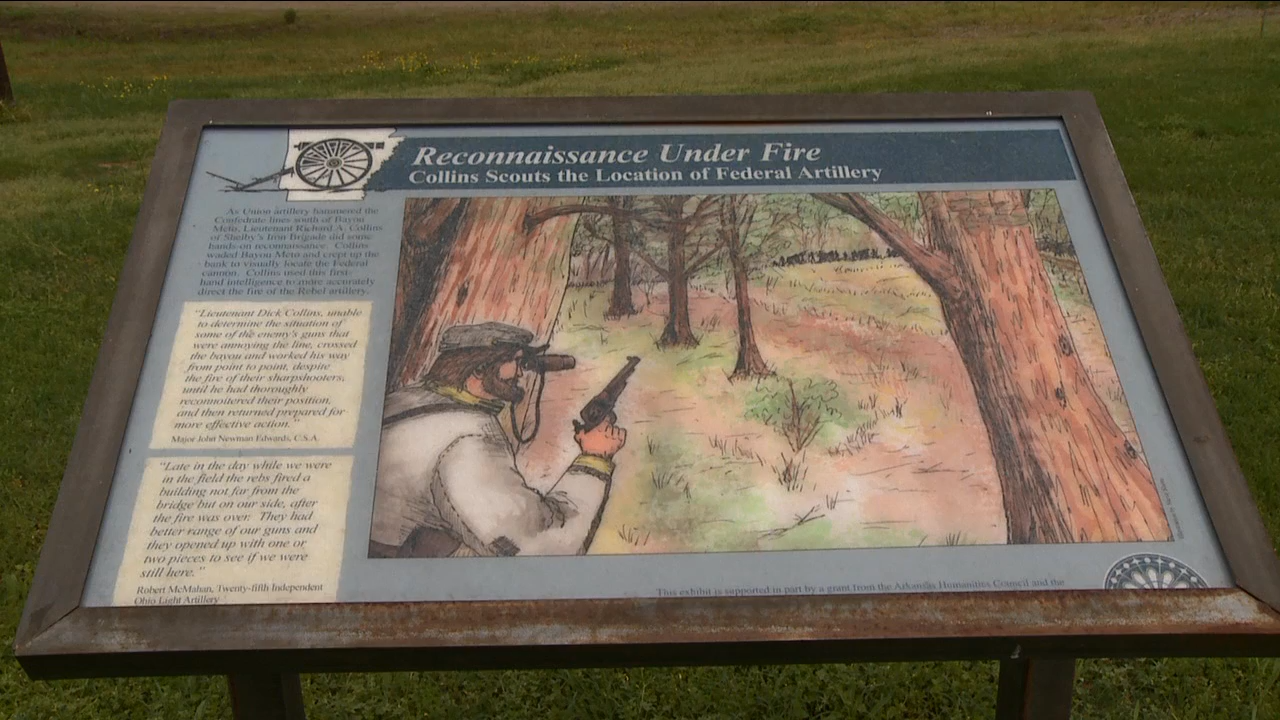 Reconnaissance Under Fire
Collins Scouts the Location of Federal Artillery
As Union artillery hammered the
Confederate lines south of Bayou
Meto, Lieutenant Richard A. Collins
of Shelby's Iron Brigade did some
hands-on reconnaissance. Collins
waded Bayou Meto and crept up the
bank to visually locate the Federal
cannon. Collins used this first-
hand intelligence to more accurately
direct the fire of the Rebel artillery.
"Lieutenant Dick Collins, unable
to determine the situation of
some of the enemy's guns that
were annoying the line, crossed
the bayou and worked his way
from point to point, despite
the fire of their sharpshooters,
until he had thoroughly
reconnoitered their position,
and then returned prepared for
more effective action."
Major John Newman Edwards, C.S.A.
"Late in the day while we were
in the field the rebs fired a
building not far from the
bridge but on our side, after
the fire was over. They had
better range of our guns and
they opened up with one or
two pieces to see if we were
still here."
Robert McMahan, Twenty-fifth Independent
Ohio Light Artillery
This exhibit is supported in part by a grant from the Arkansas Humanities Council and the